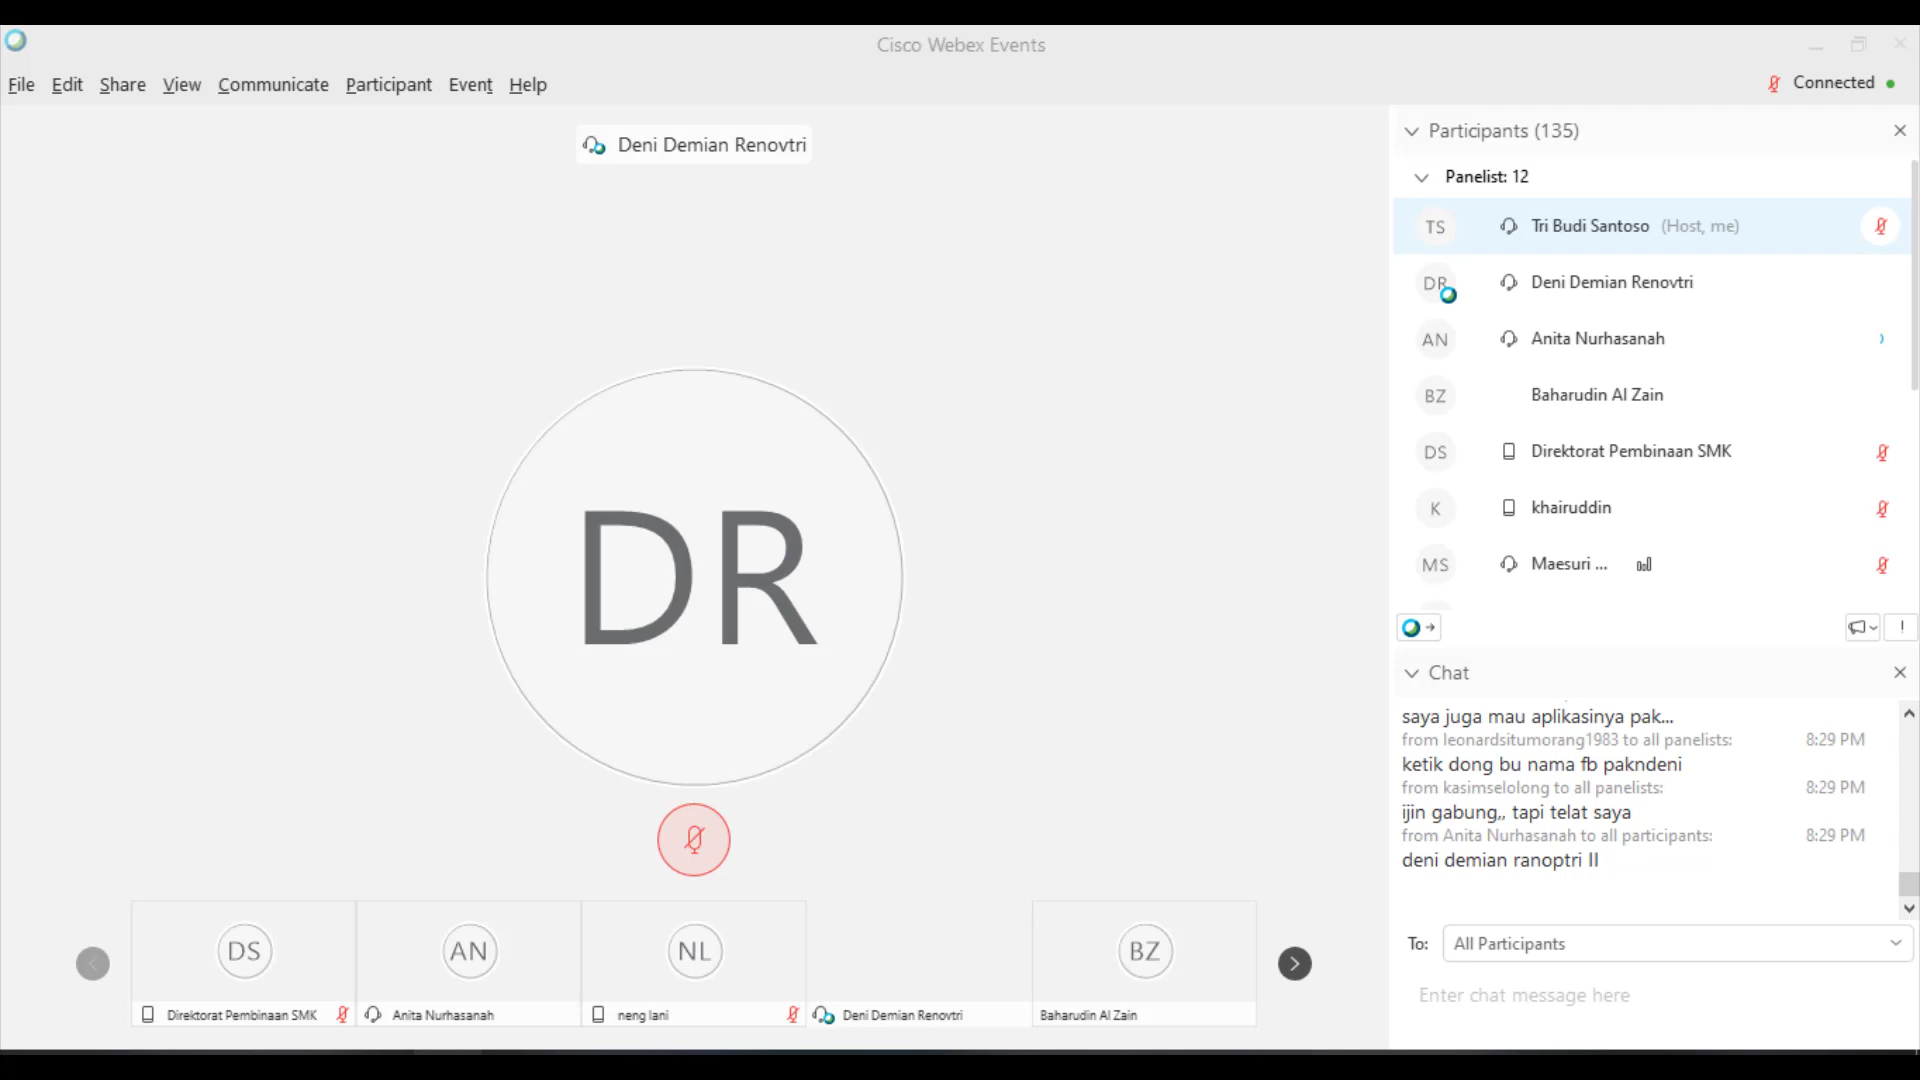 Cisco Webex Events
File Edit Share View Communicate Participant Event Help
Connected
Deni Demian Renovtri
DR
DS
Direktorat Pembinaan SMK
AN
Anita Nurhasanah
NL
neng lani
Deni Demian Renovtri
BZ
Baharudin Al Zain
Participants (135)
Panelist: 12
TS Tri Budi Santoso (Host, me)
DR Deni Demian Renovtri
AN Anita Nurhasanah
BZ Baharudin Al Zain
DS Direktorat Pembinaan SMK
K khairuddin
MS Maesuri ...
Chat
saya juga mau aplikasinya pak...
from leonardsitumorang1983 to all panelists: 8:29 PM
ketik dong bu nama fb pakndeni
from kasimselolong to all panelists: 8:29 PM
ijin gabung,, tapi telat saya
from Anita Nurhasanah to all participants: 8:29 PM
deni demian ranoptri II
To: All Participants
Enter chat message here